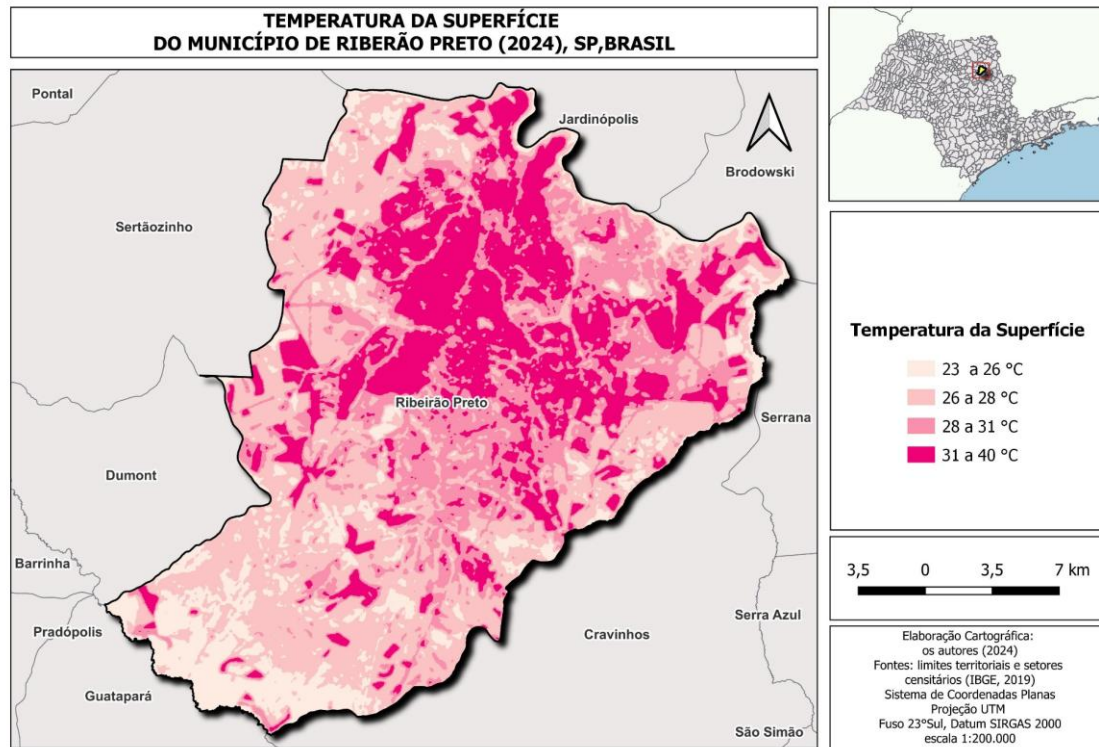 TEMPERATURA DA SUPERFÍCIE
DO MUNICÍPIO DE RIBERÃO PRETO (2024), SP,BRASIL
Pontal
Jardinópolis
Brodowski
Sertãozinho
Ribeirão Preto
Serrana
Dumont
Barrinha
Pradópolis
Serra Azul
Cravinhos
Guatapará
São Simão
Temperatura da Superfície
23 a 26 °C
26 a 28 °C
28 a 31 °C
31 a 40 °C
3,5 0 3,5 7 km
Elaboração Cartográfica:
os autores (2024)
Fontes: limites territoriais e setores
censitários (IBGE, 2019)
Sistema de Coordenadas Planas
Projeção UTM
Fuso 23°Sul, Datum SIRGAS 2000
escala 1:200.000